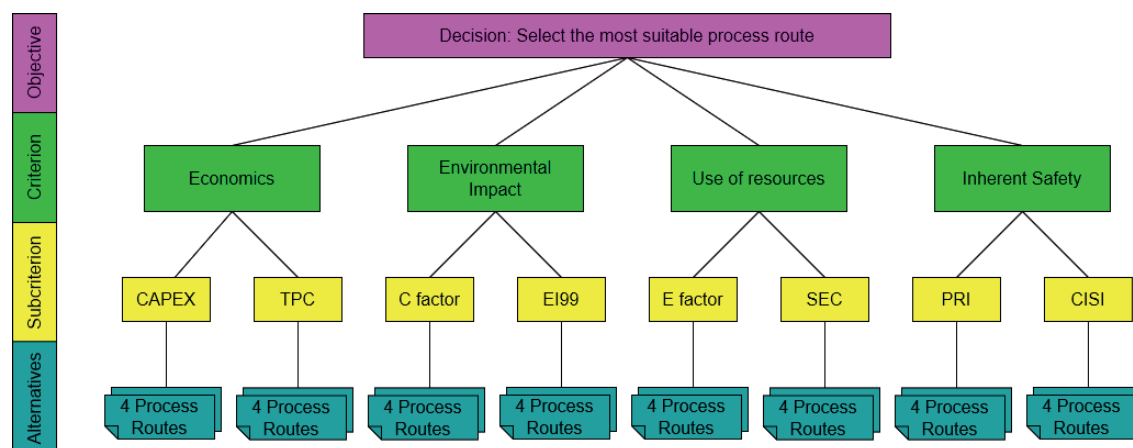 Objective
Decision: Select the most suitable process route
Criterion
Economics
Environmental
Impact
Use of resources
Inherent Safety
Subcriterion
CAPEX
TPC
C factor
EI99
E factor
SEC
PRI
CISI
Alternatives
4 Process
Routes
4 Process
Routes
4 Process
Routes
4 Process
Routes
4 Process
Routes
4 Process
Routes
4 Process
Routes
4 Process
Routes